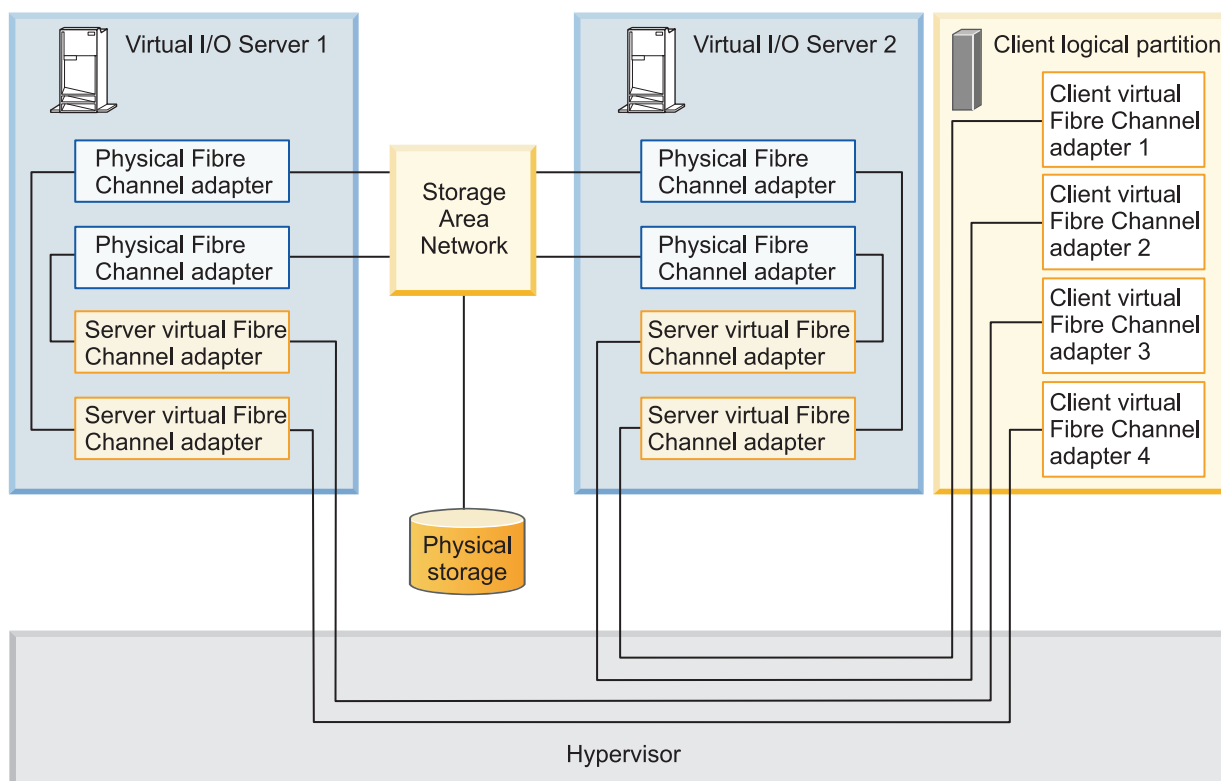 Virtual I/O Server 1
Physical Fibre
Channel adapter
Physical Fibre
Channel adapter
Server virtual Fibre
Channel adapter
Server virtual Fibre
Channel adapter
Storage
Area
Network
Physical
storage
Virtual I/O Server 2
Physical Fibre
Channel adapter
Physical Fibre
Channel adapter
Server virtual Fibre
Channel adapter
Server virtual Fibre
Channel adapter
Client logical partition
Client virtual
Fibre Channel
adapter 1
Client virtual
Fibre Channel
adapter 2
Client virtual
Fibre Channel
adapter 3
Client virtual
Fibre Channel
adapter 4
Hypervisor